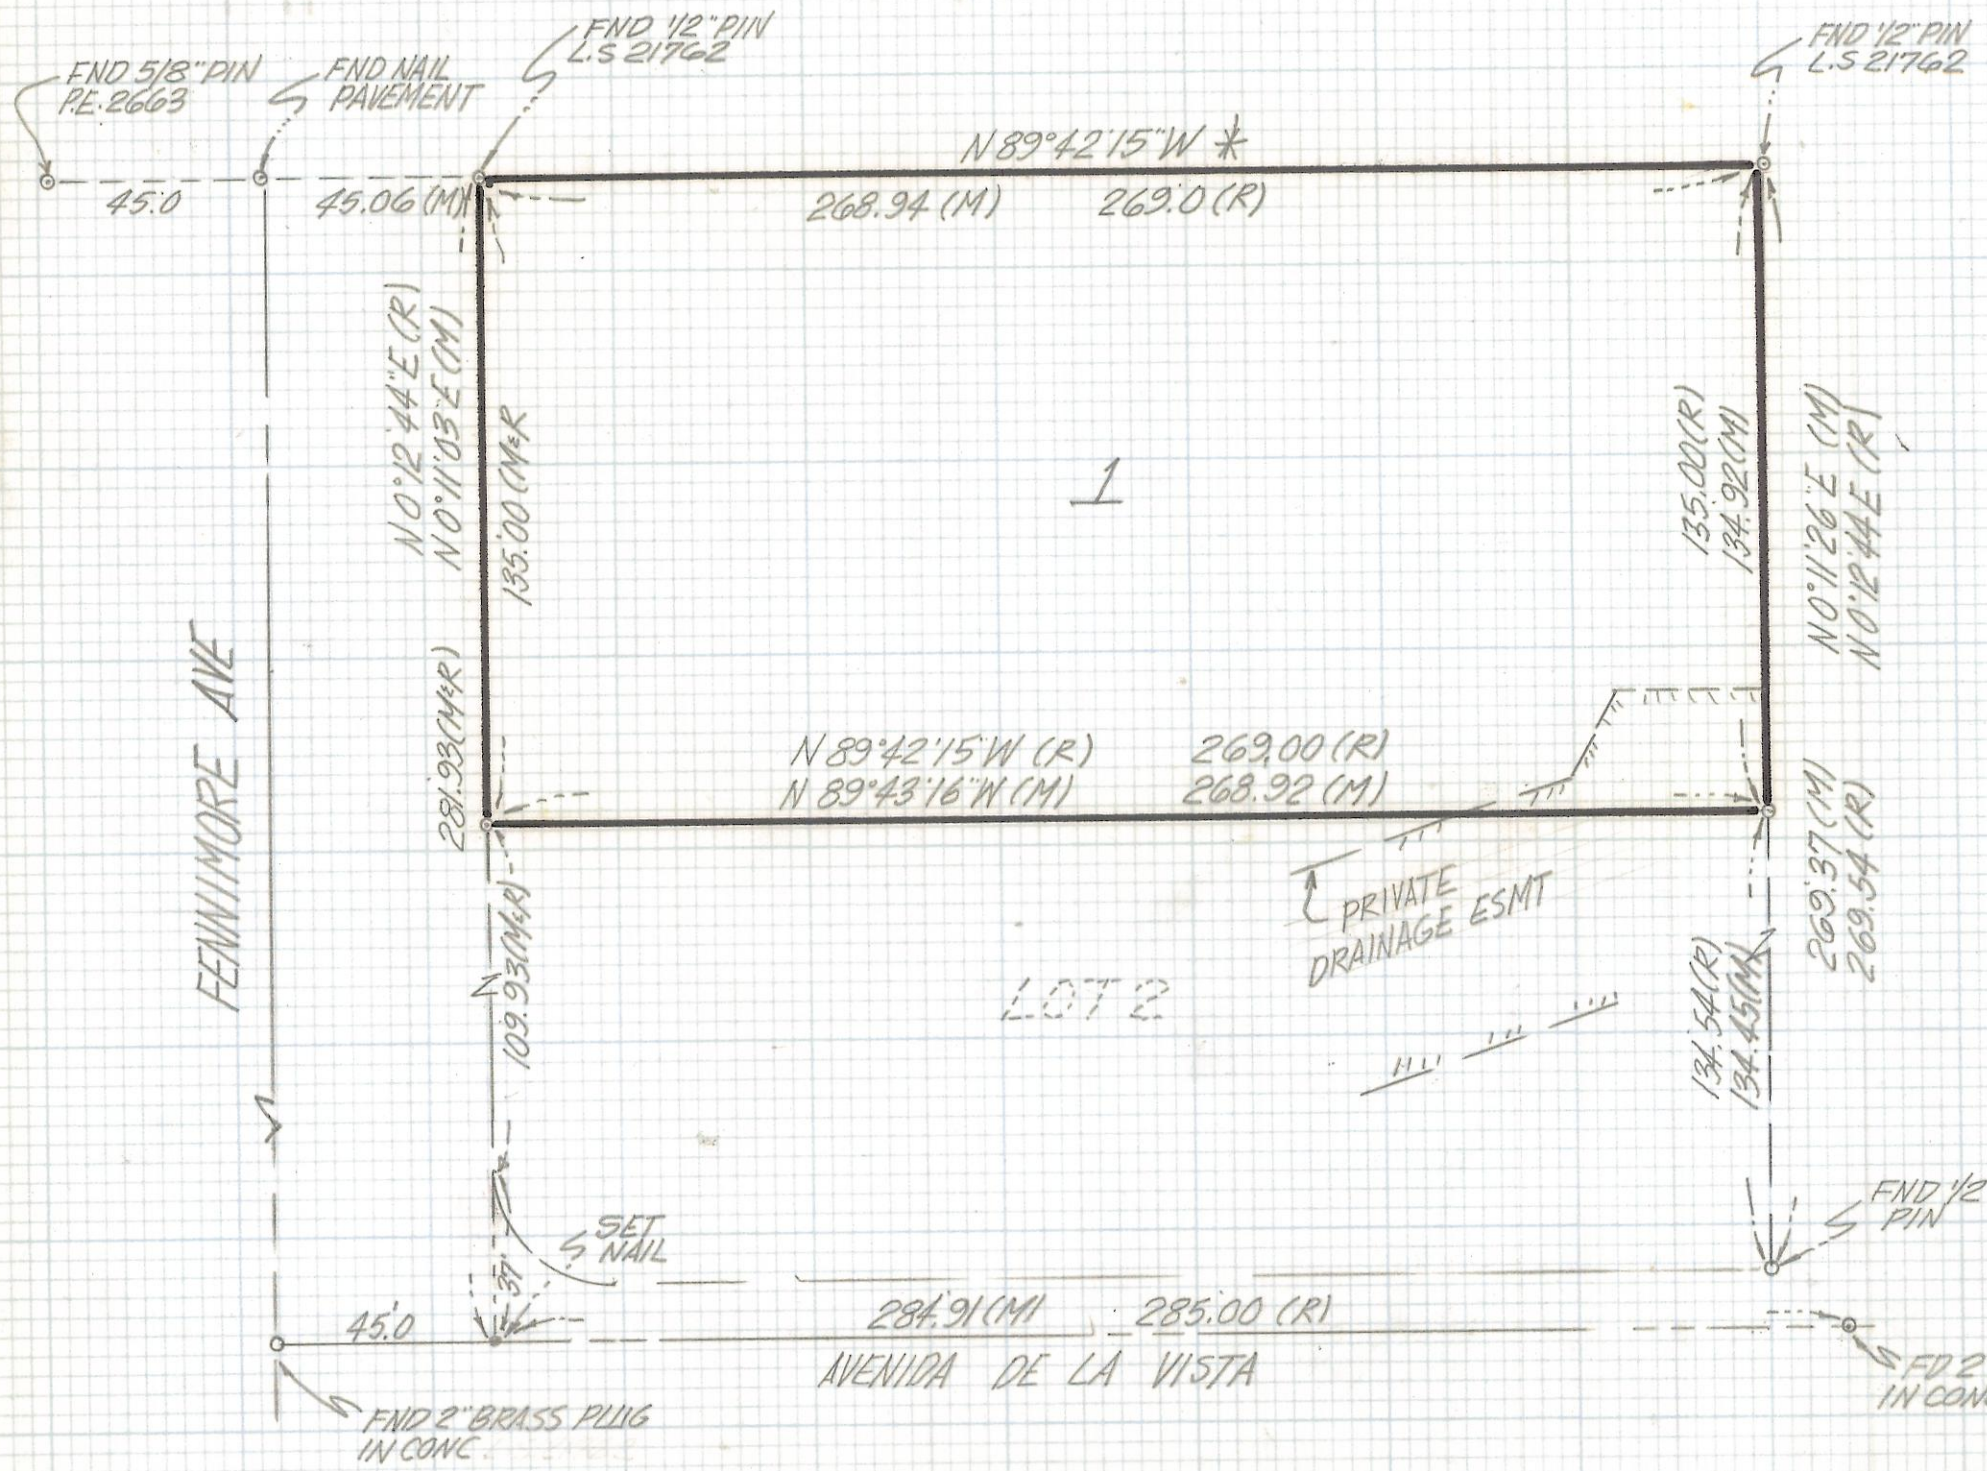 FND 5/8" PIN
P.E. 2663
FND NAIL
PAVEMENT
FND 1/2" PIN
L.S 21762
FND 1/2" PIN
L.S 21762
N 89°42'15" W *
45.0
45.06 (M)
268.94 (M) 269.0 (R)
N 0°12'44" E (R)
N 0°11'03" E (M)
135.00 (M&R
1
135.00 (R)
134.92 (M)
N 0°11'26" E (M)
N 0°12'44 E (R)
281.93 (M&R)
FENNIMORE AVE
N 89°42'15" W (R) 269.00 (R)
N 89°43'16" W (M) 268.92 (M)
PRIVATE
DRAINAGE ESMT
269.37 (M)
269.54 (R)
109.93 (M&R)
LOT 2
134.54 (R)
134.45 (M)
SET
NAIL
37'
FND 1/2
PIN
45.0
284.91 (M) 285.00 (R)
AVENIDA DE LA VISTA
FND 2" BRASS PLUG
IN CONC
FD 2
IN CONC